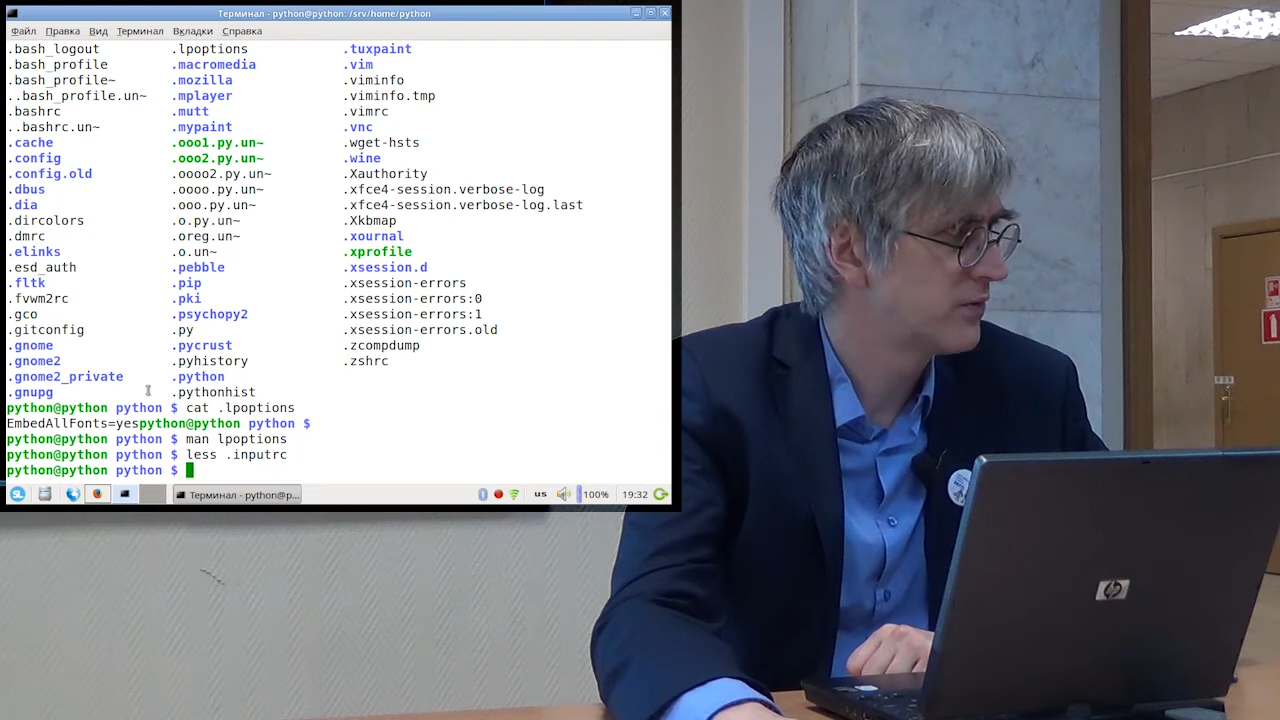 Терминал - python@python: /srv/home/python
Файл Правка Вид Терминал Вкладки Справка
.bash_logout .lpoptions .tuxpaint
.bash_profile .macromedia .vim
.bash_profile~ .mozilla .viminfo
..bash_profile.un~ .mplayer .viminfo.tmp
.bashrc .mutt .vimrc
..bashrc.un~ .mypaint .vnc
.cache .ooo1.py.un~ .wget-hsts
.config .ooo2.py.un~ .wine
.config.old .oooo2.py.un~ .Xauthority
.dbus .oooo.py.un~ .xfce4-session.verbose-log
.dia .ooo.py.un~ .xfce4-session.verbose-log.last
.dircolors .o.py.un~ .Xkbmap
.dmrc .oreg.un~ .xournal
.elinks .o.un~ .xprofile
.esd_auth .pebble .xsession.d
.fltk .pip .xsession-errors
.fvwm2rc .pki .xsession-errors:0
.gco .psychopy2 .xsession-errors:1
.gitconfig .py .xsession-errors.old
.gnome .pycrust .zcompdump
.gnome2 .pyhistory .zshrc
.gnome2_private .python
.gnupg .pythonhist
python@python python $ cat .lpoptions
EmbedAllFonts=yespython@python python $
python@python python $ man lpoptions
python@python python $ less .inputrc
python@python python $
Терминал - python@p... us 100% 19:32
hp